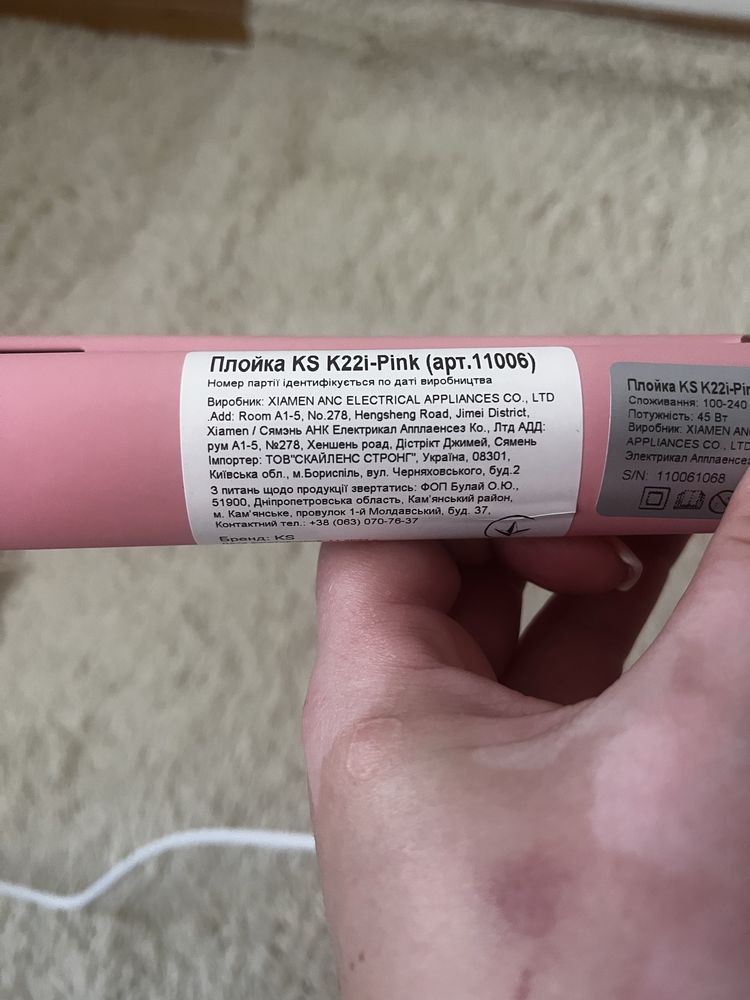 Плойка KS K22i-Pink (арт.11006)
Номер партії ідентифікується по даті виробництва
Виробник: XIAMEN ANC ELECTRICAL APPLIANCES CO., LTD
.Add: Room A1-5, No.278, Hengsheng Road, Jimei District,
Xiamen / Сямэнь АНК Електрикал Апплаенсез Ко., Лтд АДД:
рум А1-5, №278, Хеншень роад, Дістрікт Джимей, Сямень
Імпортер: ТОВ"СКАЙЛЕНС СТРОНГ", Україна, 08301,
Київська обл., м.Бориспіль, вул. Черняховського, буд.2
З питань щодо продукції звертатись: ФОП Булай О.Ю.,
51900, Дніпропетровська область, Кам'янський район,
м. Кам'янське, провулок 1-й Молдавський, буд. 37,
Контактний тел.: +38 (063) 070-76-37
Бренд: KS
Плойка KS K22i-Pin
Споживання: 100-240
Потужність: 45 Вт
Виробник: XIAMEN AN
APPLIANCES CO., LTD
Электрикал Апплаенсе
S/N: 110061068